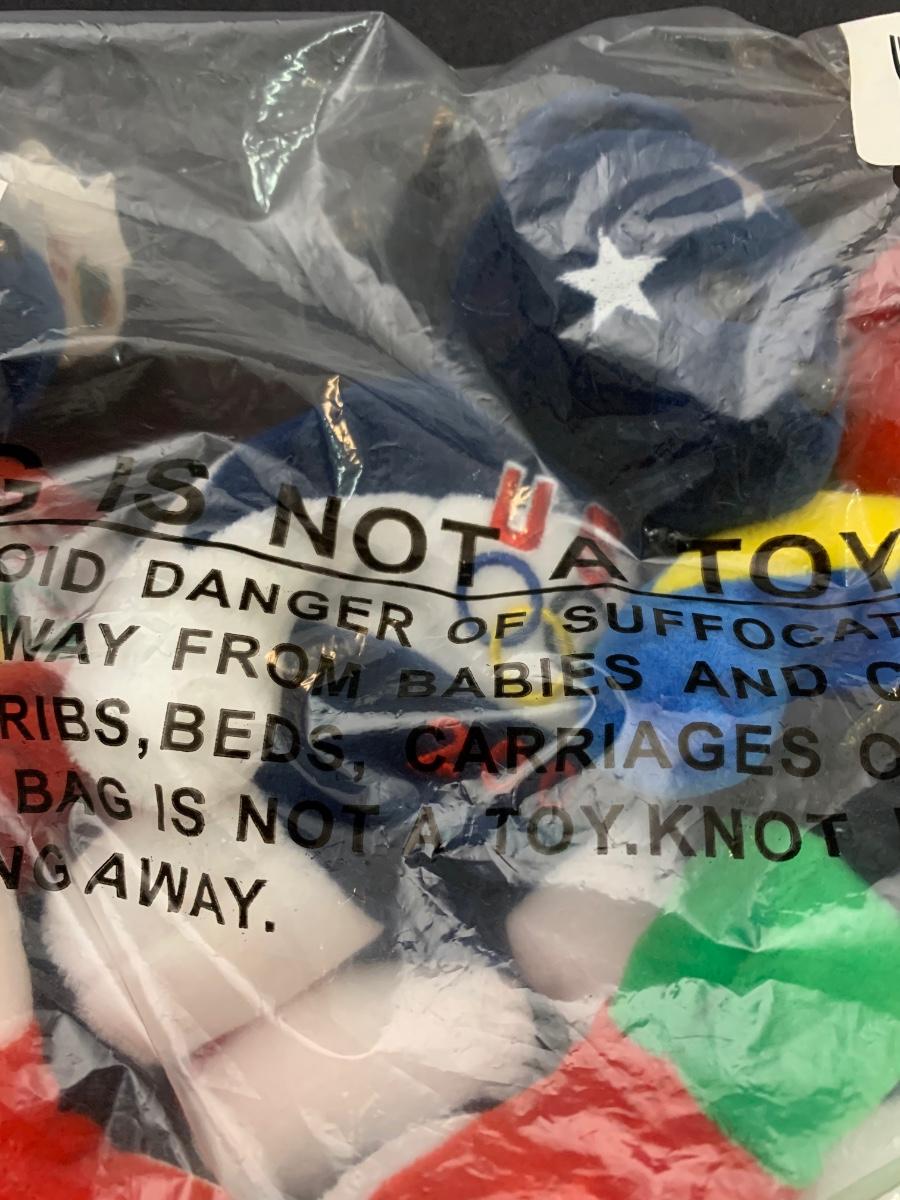 G IS NOT A TOY
OID DANGER OF SUFFOCAT
WAY FROM BABIES AND C
RIBS, BEDS, CARRIAGES O
BAG IS NOT A TOY.KNOT
NG AWAY.